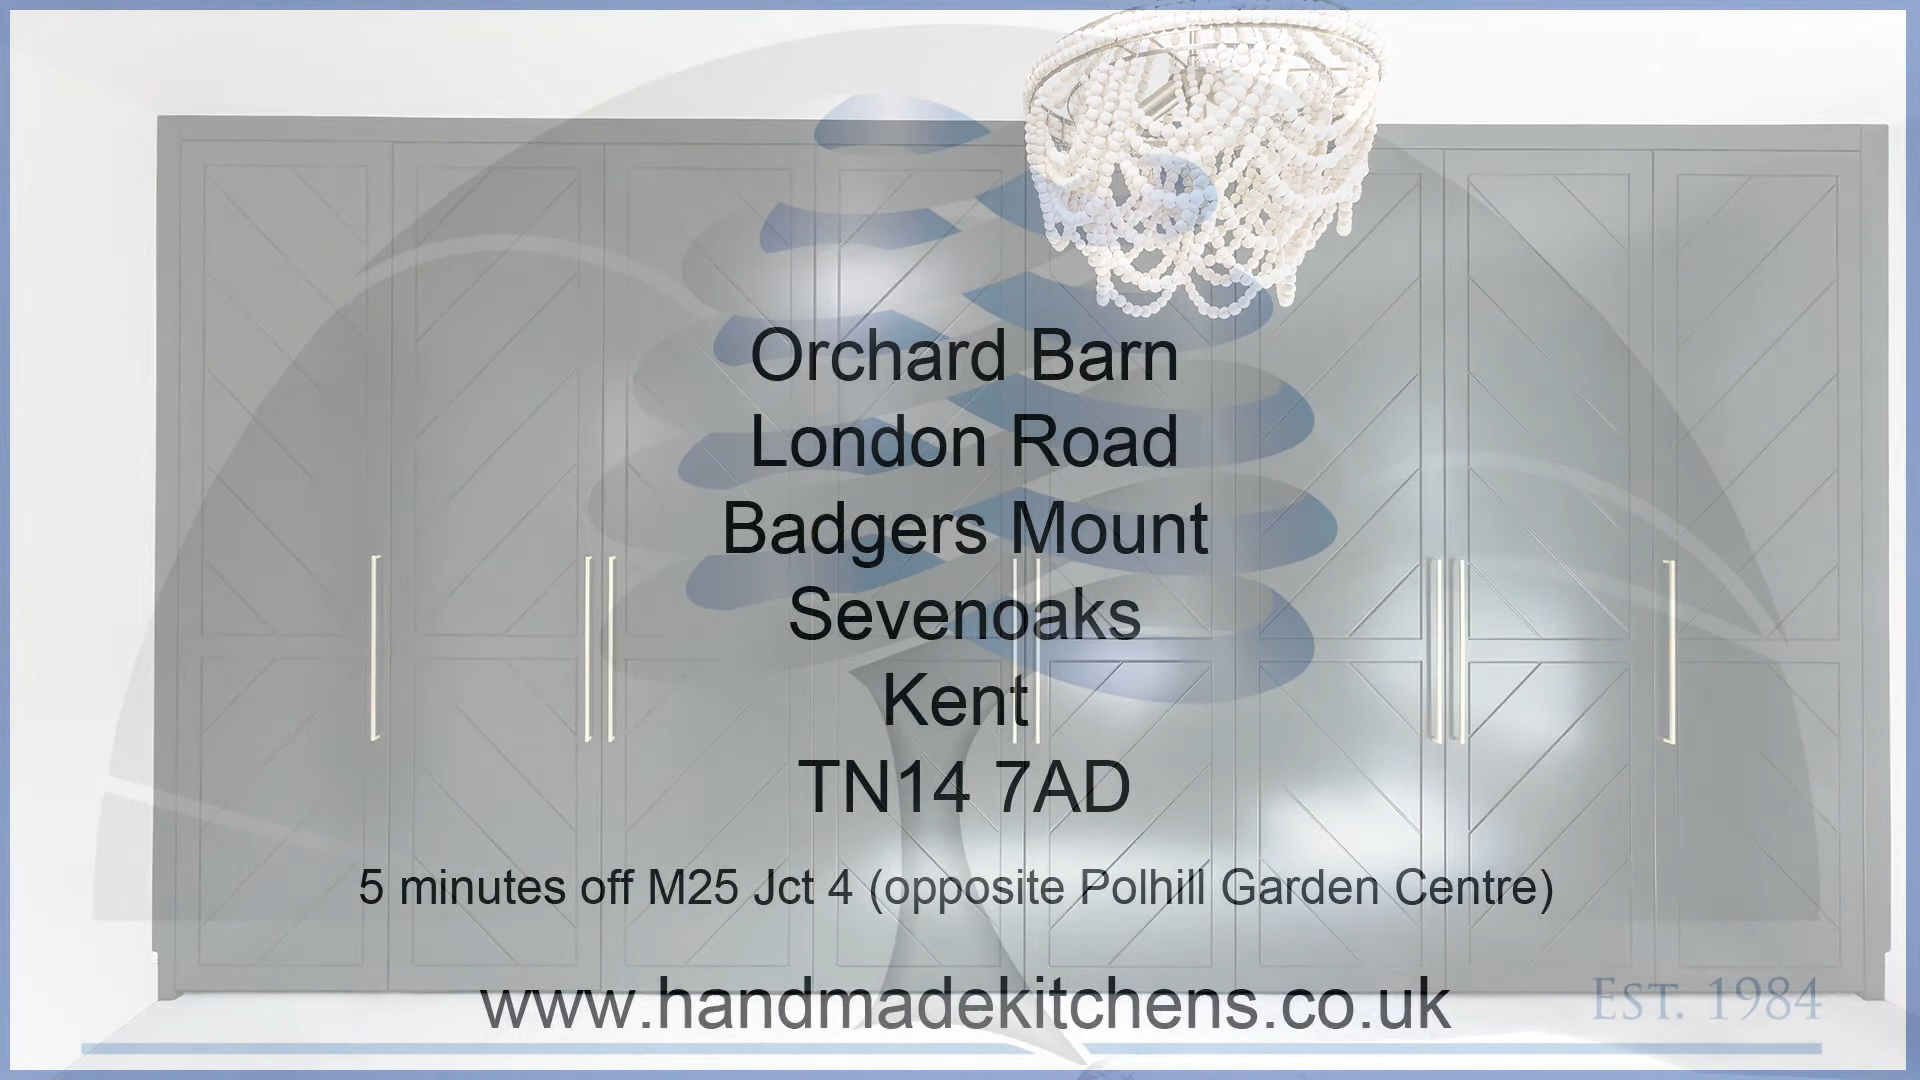 Orchard Barn
London Road
Badgers Mount
Sevenoaks
Kent
TN14 7AD
5 minutes off M25 Jct 4 (opposite Polhill Garden Centre)
www.handmadekitchens.co.uk
EST. 1984